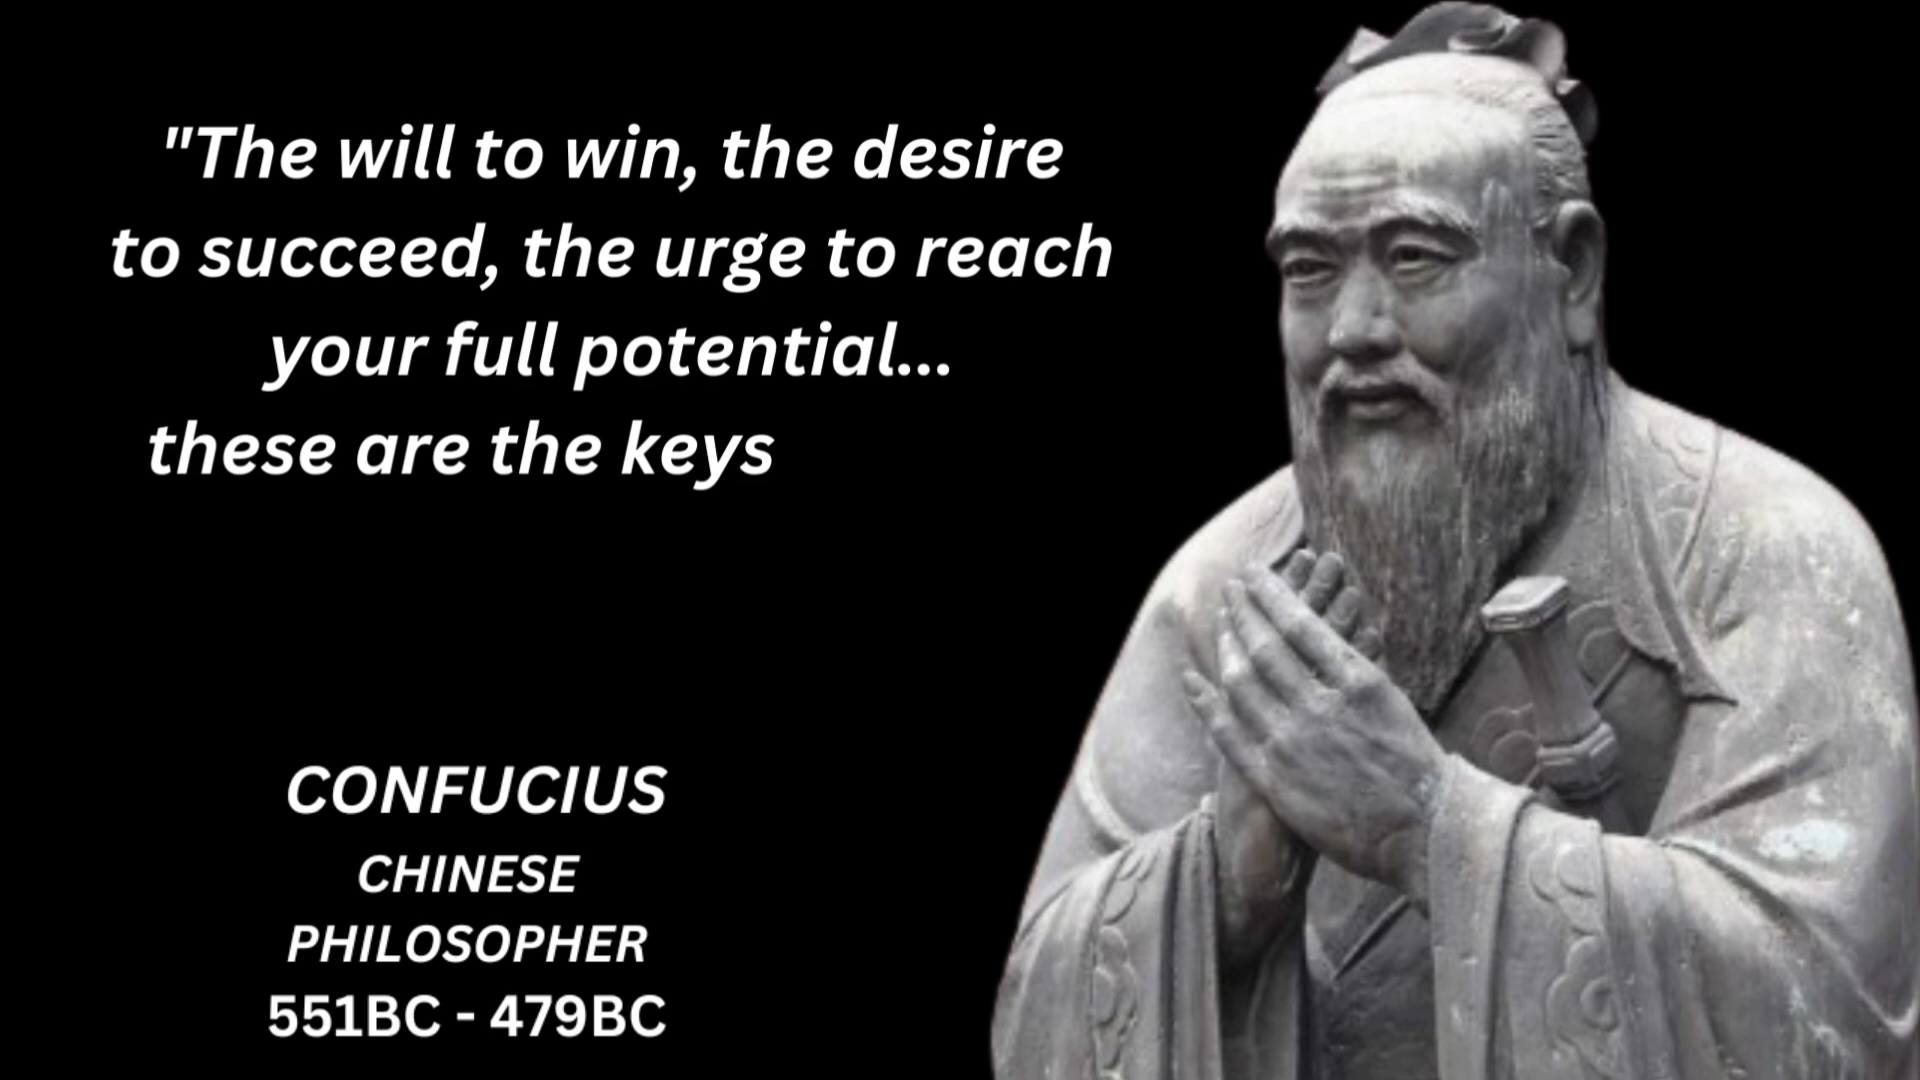 "The will to win, the desire
to succeed, the urge to reach
your full potential...
these are the keys
CONFUCIUS
CHINESE
PHILOSOPHER
551BC - 479BC